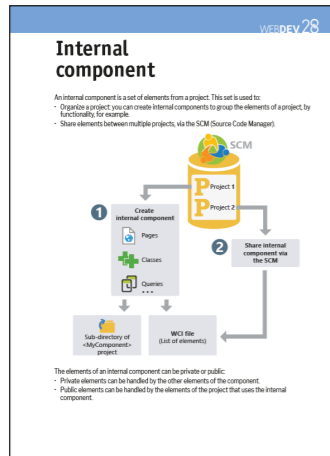 WEBDEV 28
Internal
component
An internal component is a set of elements from a project. This set is used to:
- Organize a project: you can create internal components to group the elements of a project, by
functionality, for example.
- Share elements between multiple projects, via the SCM (Source Code Manager).
SCM
Project 1
Project 2
1
Create
internal component
Pages
Classes
Queries
...
2
Share internal
component via
the SCM
Sub-directory of
<MyComponent>
project
WCI file
(List of elements)
The elements of an internal component can be private or public:
- Private elements can be handled by the other elements of the component.
- Public elements can be handled by the elements of the project that uses the internal
component.